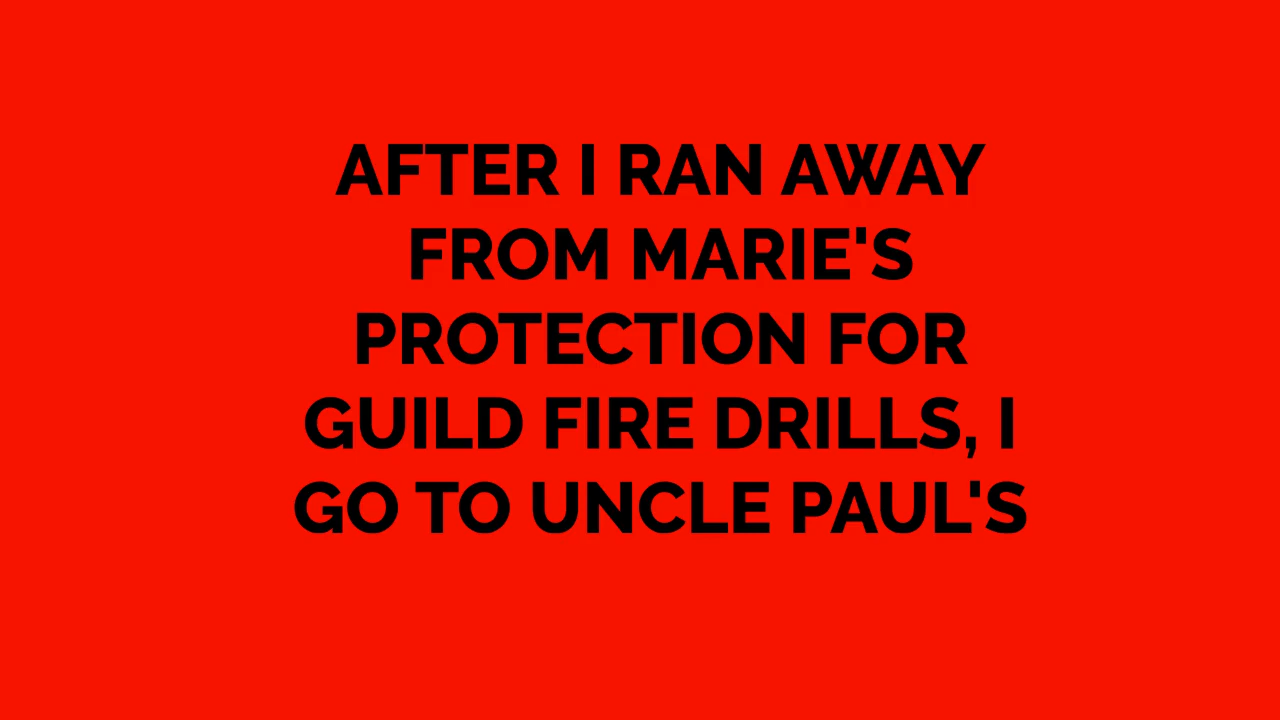 AFTER I RAN AWAY
FROM MARIE'S
PROTECTION FOR
GUILD FIRE DRILLS, I
GO TO UNCLE PAUL'S